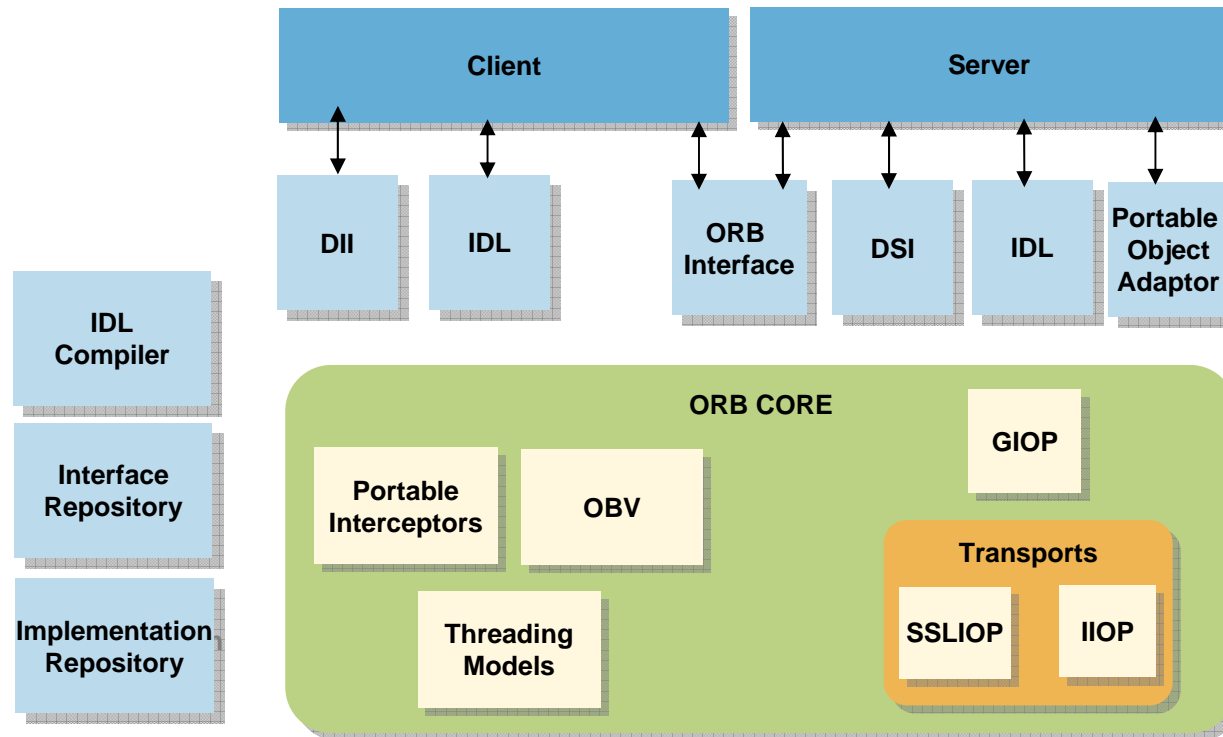 Client
Server
DII
IDL
ORB
Interface
DSI
IDL
Portable
Object
Adaptor
IDL
Compiler
Interface
Repository
Implementation
Repository
ORB CORE
Portable
Interceptors
OBV
GIOP
Threading
Models
Transports
SSLIOP
IIOP